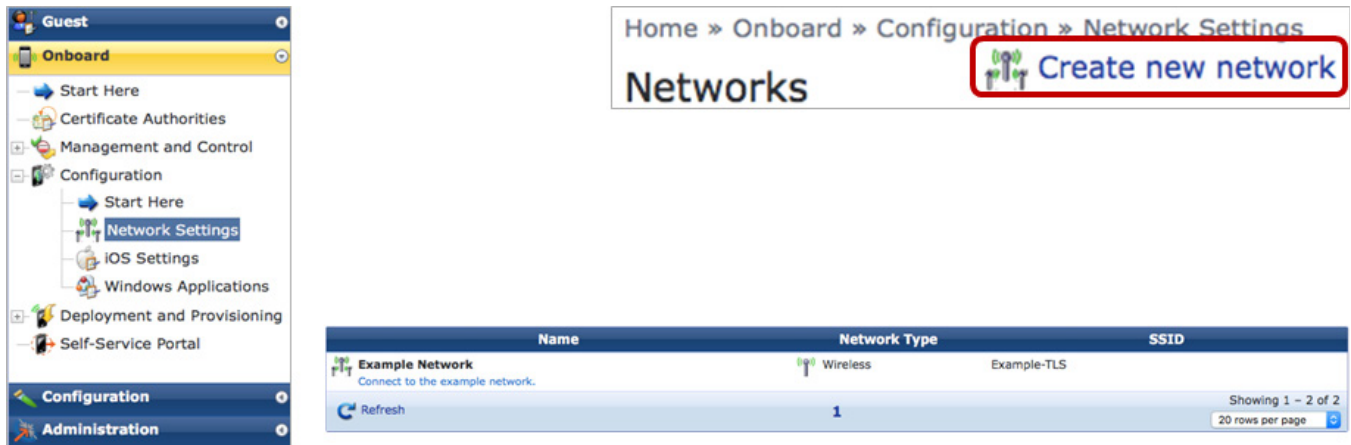 Guest
Onboard
Start Here
Certificate Authorities
Management and Control
Configuration
Start Here
Network Settings
iOS Settings
Windows Applications
Deployment and Provisioning
Self-Service Portal
Configuration
Administration
Home » Onboard » Configuration » Network Settings
Networks
Create new network
Name Network Type SSID
Example Network Wireless Example-TLS
Connect to the example network.
Refresh 1 Showing 1 – 2 of 2
20 rows per page